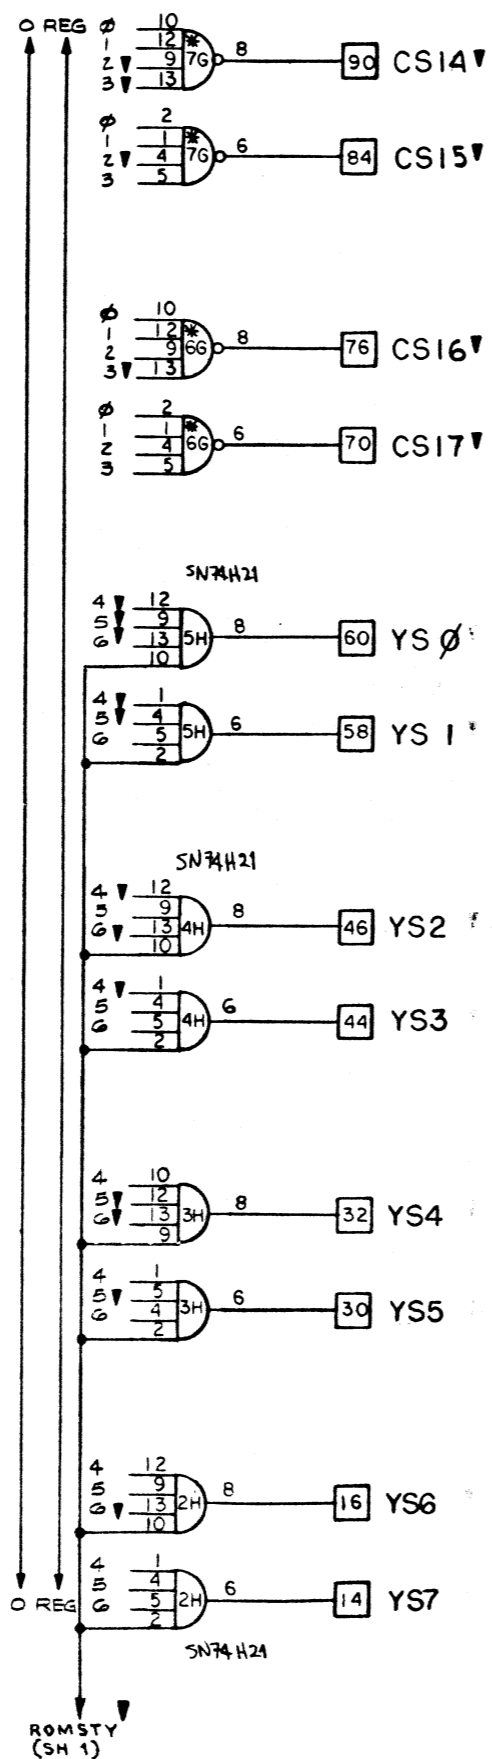 O REG
Ø 10
1 12
2▼ 9
3▼ 13
*
7G
8
90 CS14▼
Ø 2
1 1
2▼ 4
3 5
*
7G
6
84 CS15▼
Ø 10
1 12
2 9
3▼ 13
*
6G
8
76 CS16▼
Ø 2
1 1
2 4
3 5
*
6G
6
70 CS17▼
SN74H21
4▼ 12
5▼ 9
6▼ 13
10
5H
8
60 YS Ø
4▼ 1
5▼ 4
6 5
2
5H
6
58 YS 1
SN74H21
4▼ 12
5 9
6▼ 13
10
4H
8
46 YS2
4▼ 1
5 4
6 5
2
4H
6
44 YS3
4 10
5▼ 12
6▼ 13
9
3H
8
32 YS4
4 1
5▼ 5
6 4
2
3H
6
30 YS5
4 12
5 9
6▼ 13
10
2H
8
16 YS6
4 1
5 4
6 5
2
2H
6
14 YS7
O REG
SN74H21
ROMSTY▼
(SH 1)